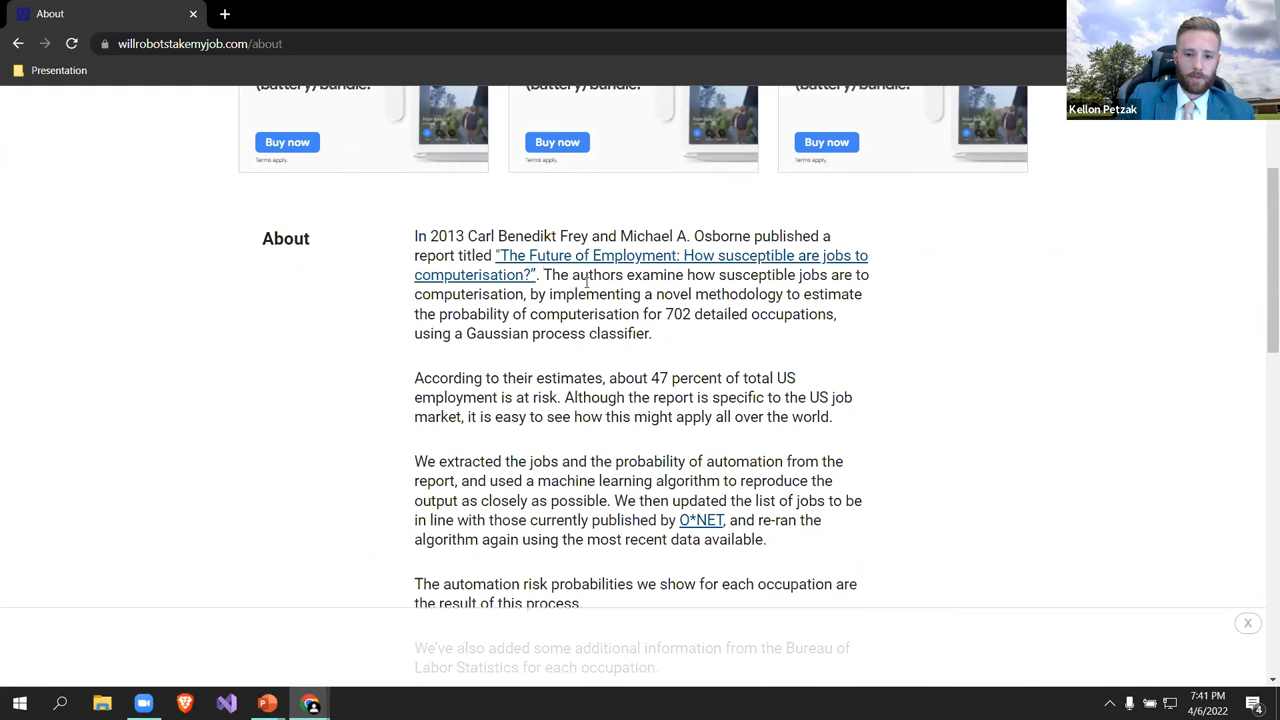 About
willrobotstakemyjob.com/about
Presentation
Kellon Petzak
(battery) bundle.
(battery) bundle.
(battery) bundle.
Buy now
Buy now
Buy now
Terms apply.
Terms apply.
Terms apply.
About
In 2013 Carl Benedikt Frey and Michael A. Osborne published a
report titled "The Future of Employment: How susceptible are jobs to
computerisation?". The authors examine how susceptible jobs are to
computerisation, by implementing a novel methodology to estimate
the probability of computerisation for 702 detailed occupations,
using a Gaussian process classifier.
According to their estimates, about 47 percent of total US
employment is at risk. Although the report is specific to the US job
market, it is easy to see how this might apply all over the world.
We extracted the jobs and the probability of automation from the
report, and used a machine learning algorithm to reproduce the
output as closely as possible. We then updated the list of jobs to be
in line with those currently published by O*NET, and re-ran the
algorithm again using the most recent data available.
The automation risk probabilities we show for each occupation are
the result of this process.
X
We've also added some additional information from the Bureau of
Labor Statistics for each occupation.
7:41 PM
4/6/2022
4